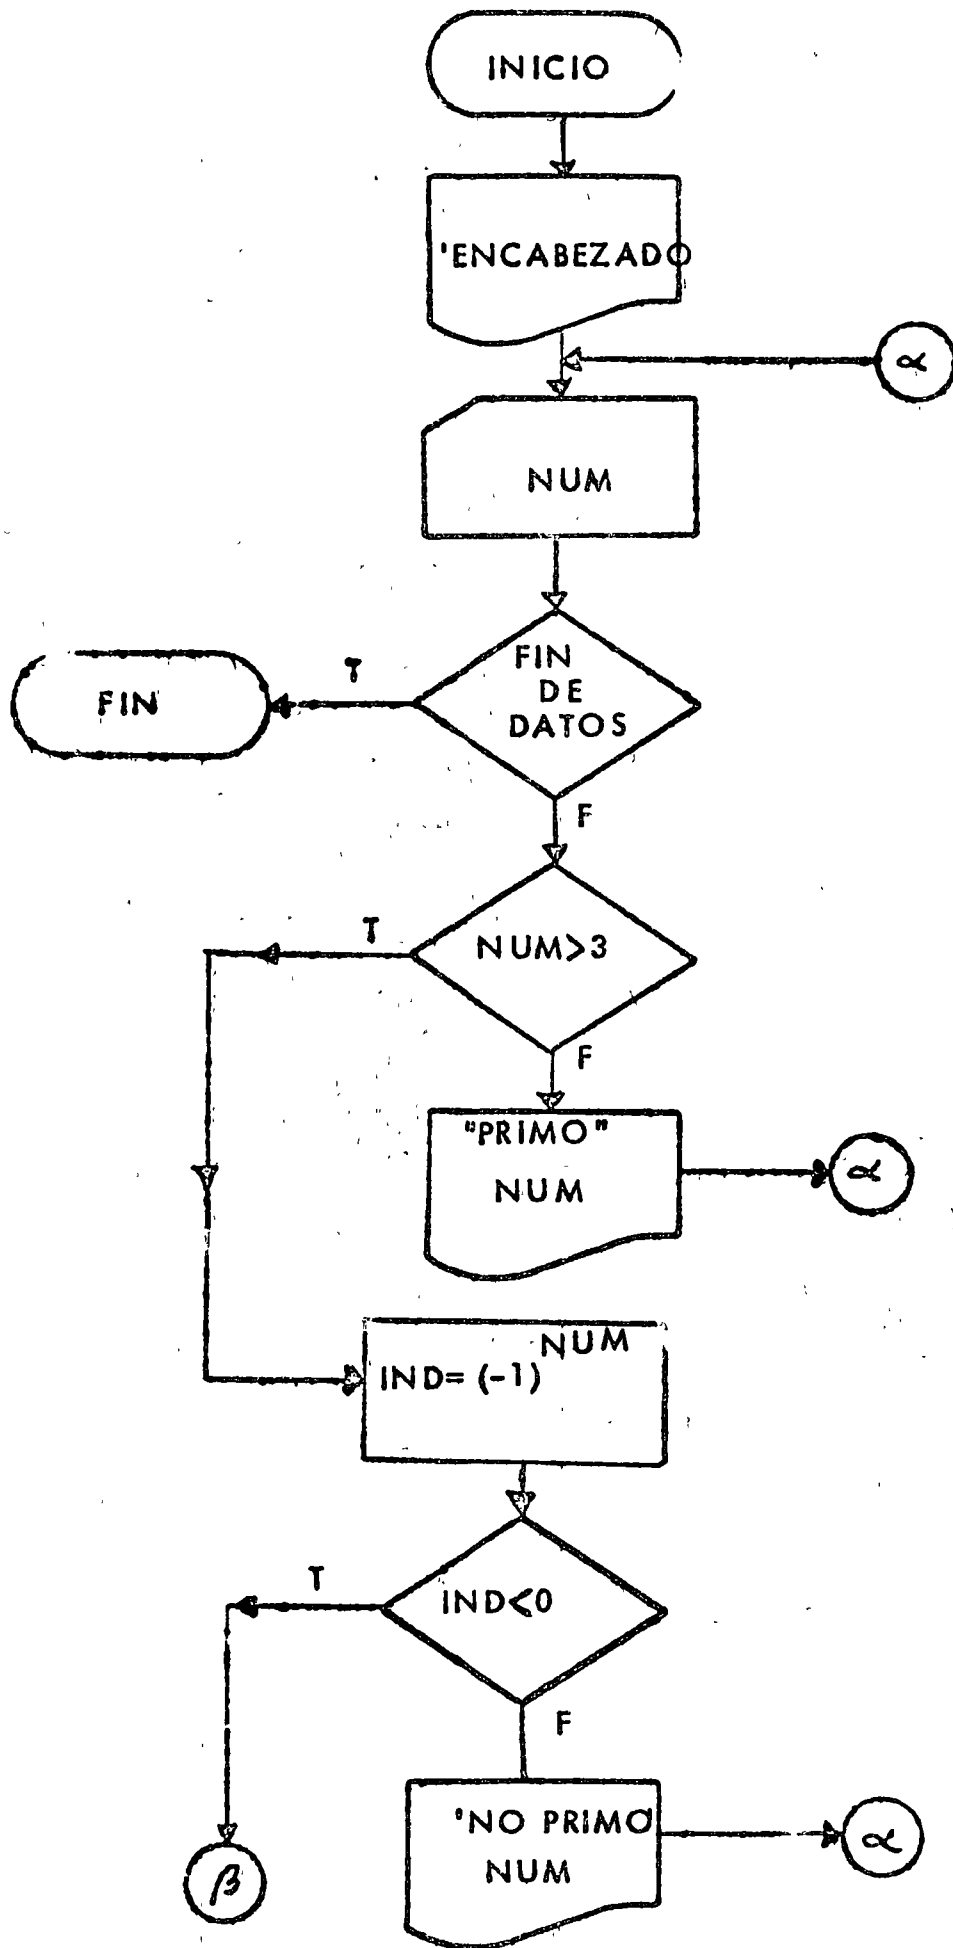 INICIO
'ENCABEZADO
α
NUM
FIN
DE
DATOS
T
FIN
F
NUM>3
T
F
"PRIMO"
NUM
α
NUM
IND= (-1)
IND<0
T
F
'NO PRIMO'
NUM
α
β